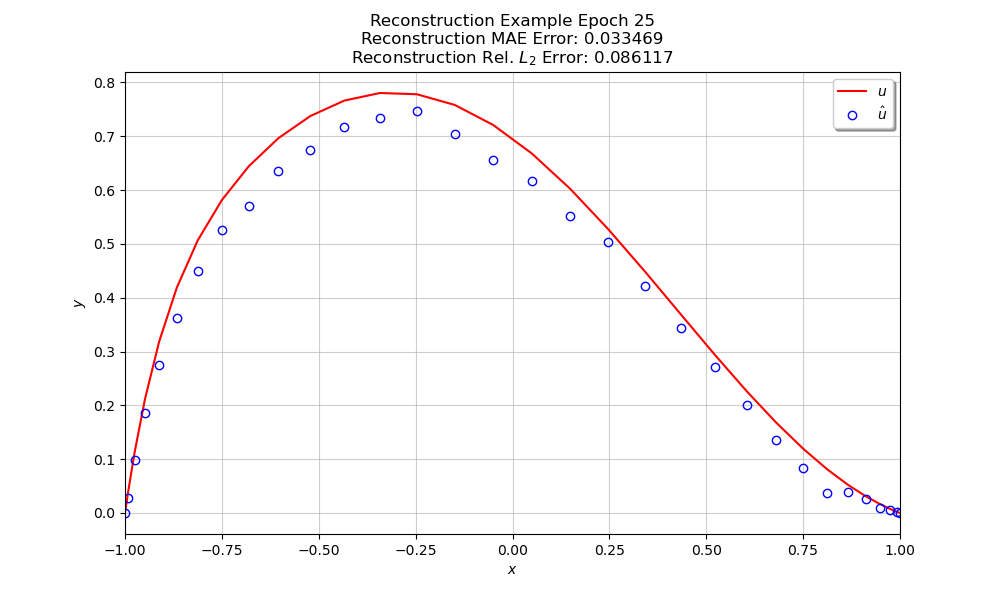 Reconstruction Example Epoch 25
Reconstruction MAE Error: 0.033469
Reconstruction Rel. $L_2$ Error: 0.086117
u
û
0.8
0.7
0.6
0.5
0.4
0.3
0.2
0.1
0.0
y
−1.00 −0.75 −0.50 −0.25 0.00 0.25 0.50 0.75 1.00
x